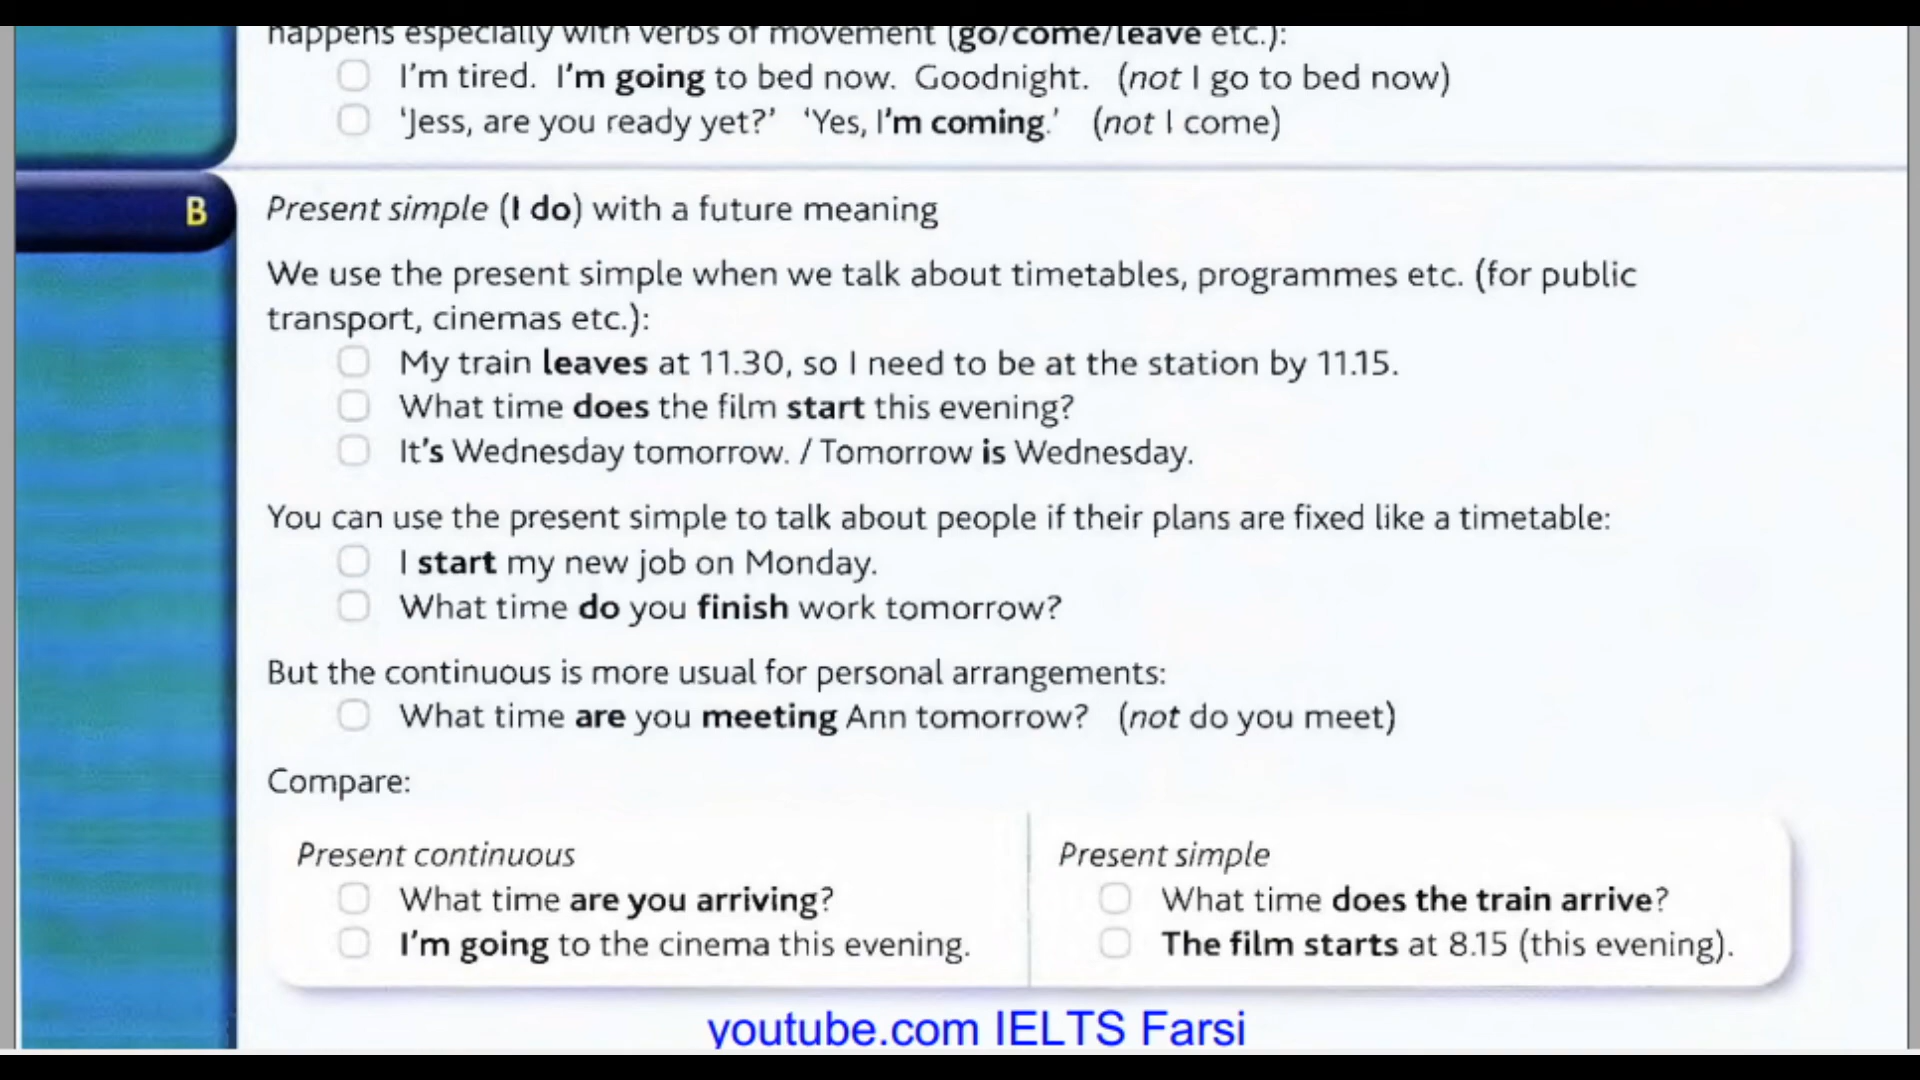 happens especially with verbs of movement (go/come/leave etc.):
I'm tired. I'm going to bed now. Goodnight. (not I go to bed now)
'Jess, are you ready yet?' 'Yes, I'm coming.' (not I come)
B
Present simple (I do) with a future meaning
We use the present simple when we talk about timetables, programmes etc. (for public
transport, cinemas etc.):
My train leaves at 11.30, so I need to be at the station by 11.15.
What time does the film start this evening?
It's Wednesday tomorrow. / Tomorrow is Wednesday.
You can use the present simple to talk about people if their plans are fixed like a timetable:
I start my new job on Monday.
What time do you finish work tomorrow?
But the continuous is more usual for personal arrangements:
What time are you meeting Ann tomorrow? (not do you meet)
Compare:
Present continuous
What time are you arriving?
I'm going to the cinema this evening.
Present simple
What time does the train arrive?
The film starts at 8.15 (this evening).
youtube.com IELTS Farsi